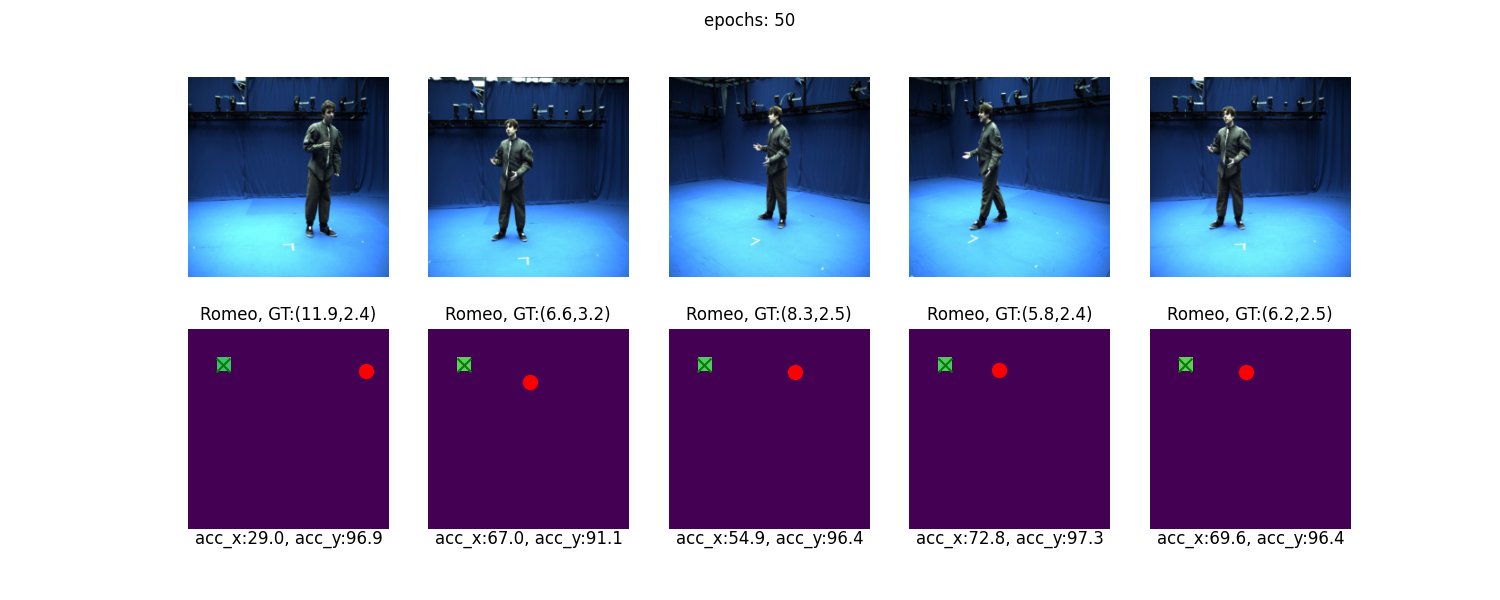 epochs: 50
Romeo, GT:(11.9,2.4)
Romeo, GT:(6.6,3.2)
Romeo, GT:(8.3,2.5)
Romeo, GT:(5.8,2.4)
Romeo, GT:(6.2,2.5)
acc_x:29.0, acc_y:96.9
acc_x:67.0, acc_y:91.1
acc_x:54.9, acc_y:96.4
acc_x:72.8, acc_y:97.3
acc_x:69.6, acc_y:96.4